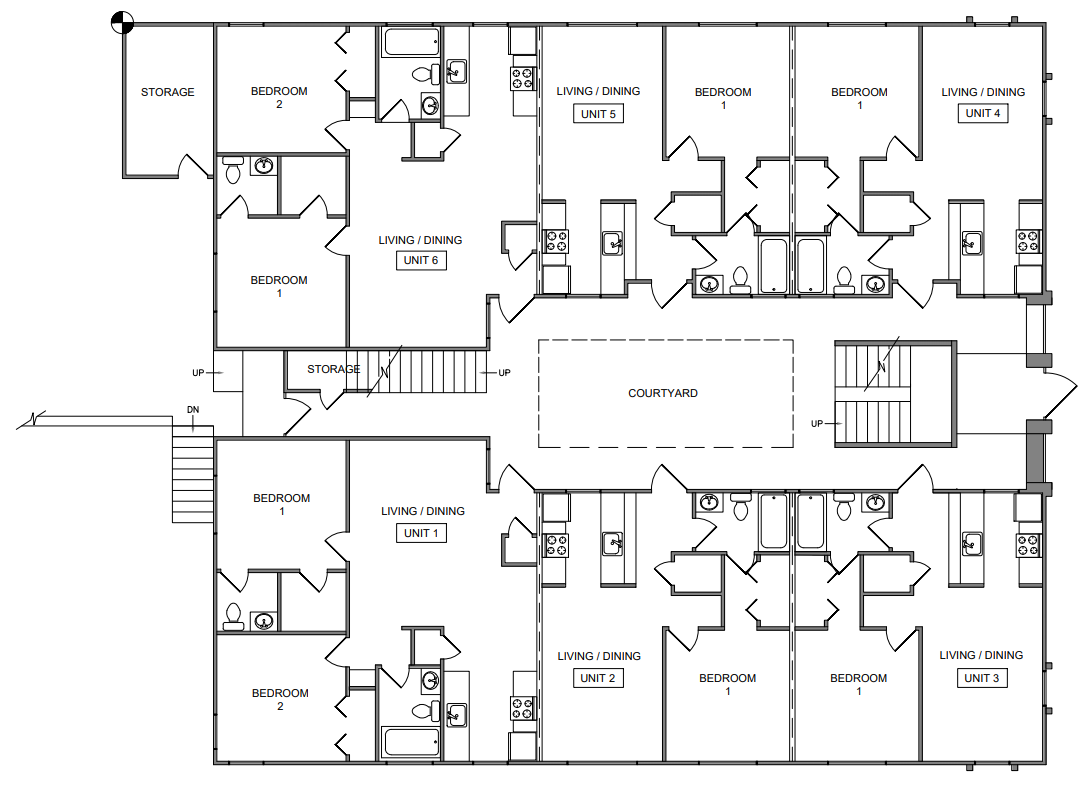 STORAGE
BEDROOM
2
LIVING / DINING
UNIT 5
BEDROOM
1
BEDROOM
1
LIVING / DINING
UNIT 4
LIVING / DINING
UNIT 6
BEDROOM
1
UP
STORAGE
UP
COURTYARD
DN
UP
BEDROOM
1
LIVING / DINING
UNIT 1
BEDROOM
2
LIVING / DINING
UNIT 2
BEDROOM
1
BEDROOM
1
LIVING / DINING
UNIT 3